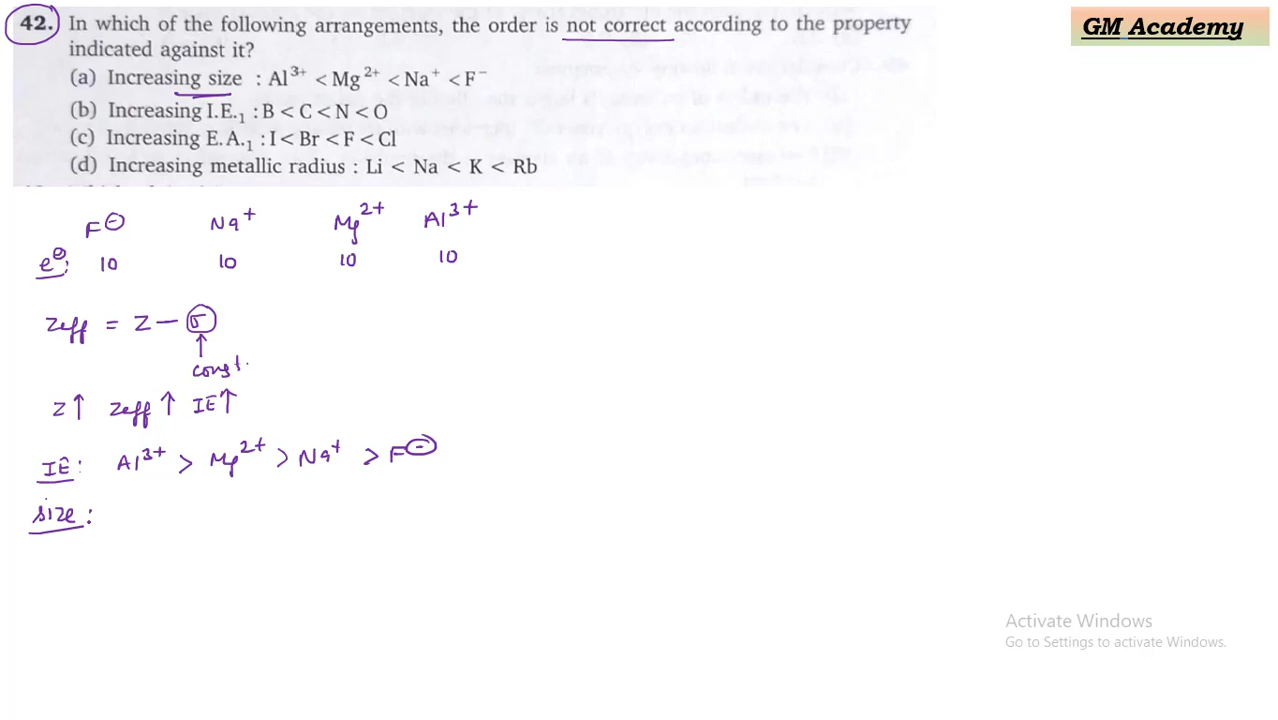 42. In which of the following arrangements, the order is not correct according to the property
indicated against it?
(a) Increasing size : Al³⁺ < Mg²⁺ < Na⁺ < F⁻
(b) Increasing I.E.₁ : B < C < N < O
(c) Increasing E.A.₁ : I < Br < F < Cl
(d) Increasing metallic radius : Li < Na < K < Rb
GM Academy
F⊖ Na⁺ Mg²⁺ Al³⁺
e⊖: 10 10 10 10
Zeff = Z – σ
↑
const.
Z↑ Zeff↑ IE↑
IE: Al³⁺ > Mg²⁺ > Na⁺ > F⊖
size:
Activate Windows
Go to Settings to activate Windows.